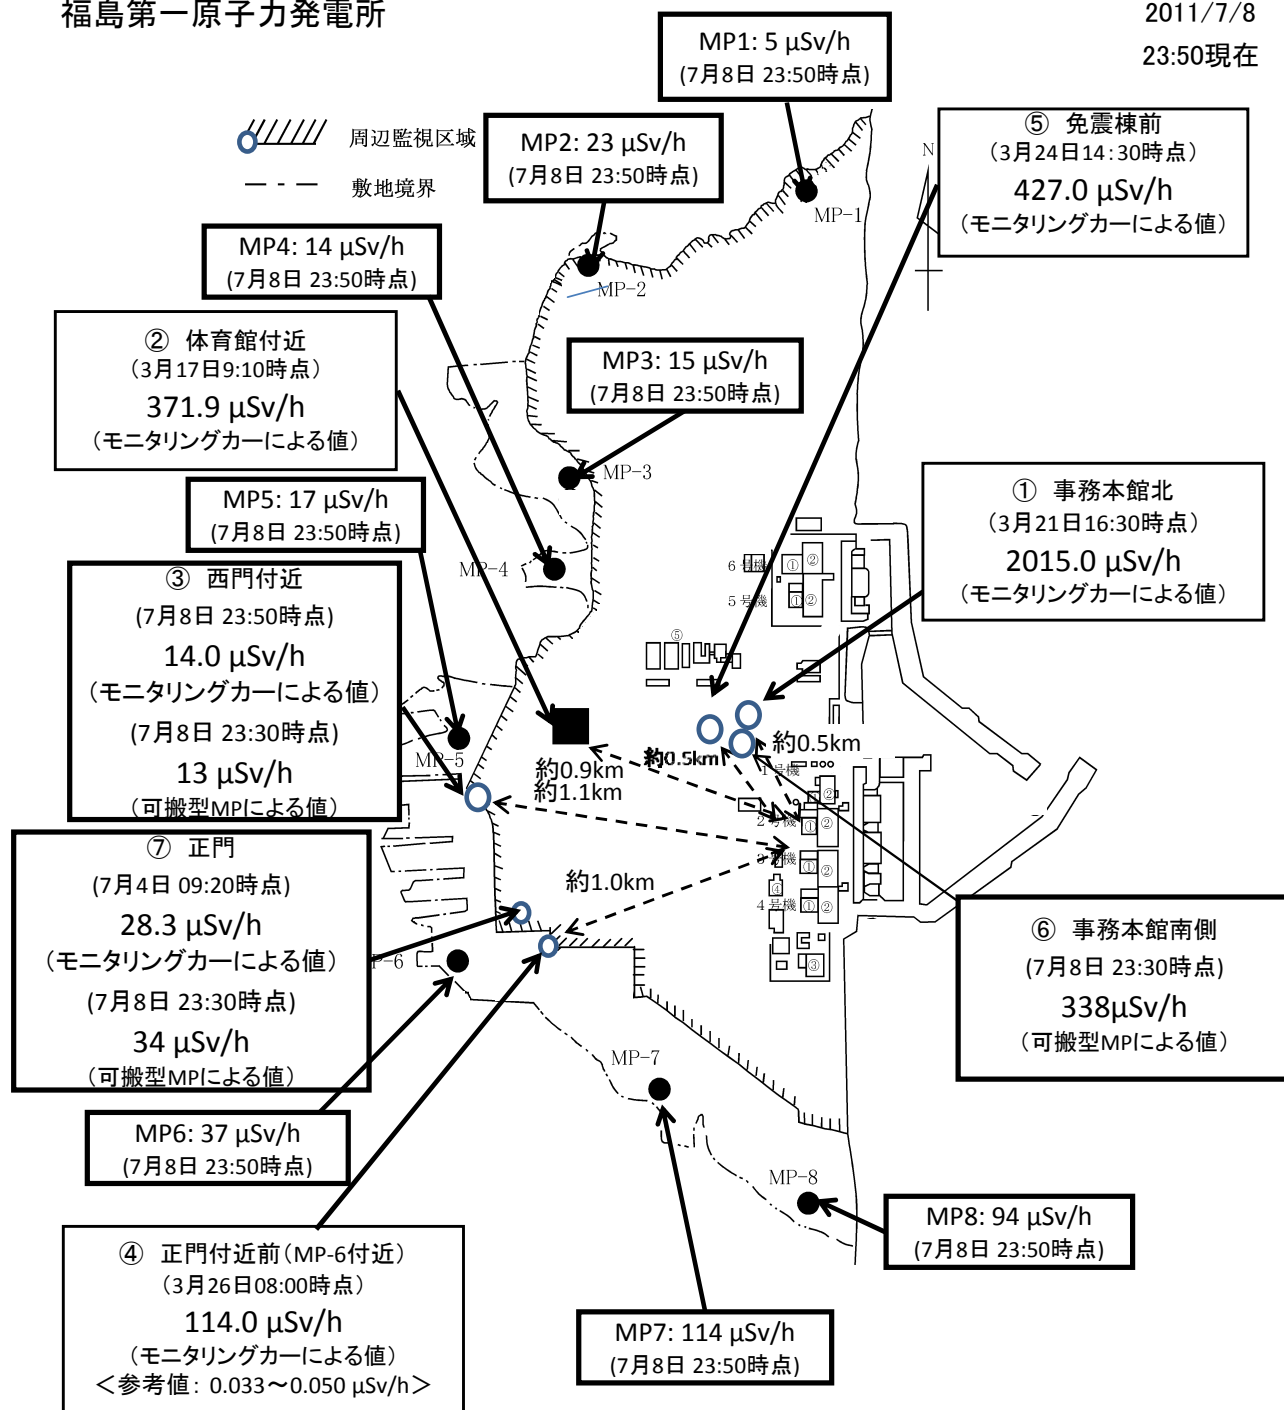 福島第一原子力発電所
2011/7/8
23:50現在
MP1: 5 μSv/h
(7月8日 23:50時点)
周辺監視区域
敷地境界
MP2: 23 μSv/h
(7月8日 23:50時点)
⑤ 免震棟前
(3月24日14:30時点)
427.0 μSv/h
(モニタリングカーによる値)
N
MP-1
MP4: 14 μSv/h
(7月8日 23:50時点)
MP-2
② 体育館付近
(3月17日9:10時点)
371.9 μSv/h
(モニタリングカーによる値)
MP3: 15 μSv/h
(7月8日 23:50時点)
MP-3
MP5: 17 μSv/h
(7月8日 23:50時点)
① 事務本館北
(3月21日16:30時点)
2015.0 μSv/h
(モニタリングカーによる値)
MP-4
6号機
①
②
5号機
①
②
③ 西門付近
(7月8日 23:50時点)
14.0 μSv/h
(モニタリングカーによる値)
(7月8日 23:30時点)
13 μSv/h
(可搬型MPによる値)
⑤
MP-5
約0.9km
約1.1km
約0.5km
約0.5km
1号機
①
②
2号機
①
②
3号機
①
②
④
4号機
①
②
③
約1.0km
⑦ 正門
(7月4日 09:20時点)
28.3 μSv/h
(モニタリングカーによる値)
(7月8日 23:30時点)
34 μSv/h
(可搬型MPによる値)
P-6
⑥ 事務本館南側
(7月8日 23:30時点)
338μSv/h
(可搬型MPによる値)
MP-7
MP6: 37 μSv/h
(7月8日 23:50時点)
MP-8
MP8: 94 μSv/h
(7月8日 23:50時点)
④ 正門付近前(MP-6付近)
(3月26日08:00時点)
114.0 μSv/h
(モニタリングカーによる値)
<参考値: 0.033~0.050 μSv/h>
MP7: 114 μSv/h
(7月8日 23:50時点)